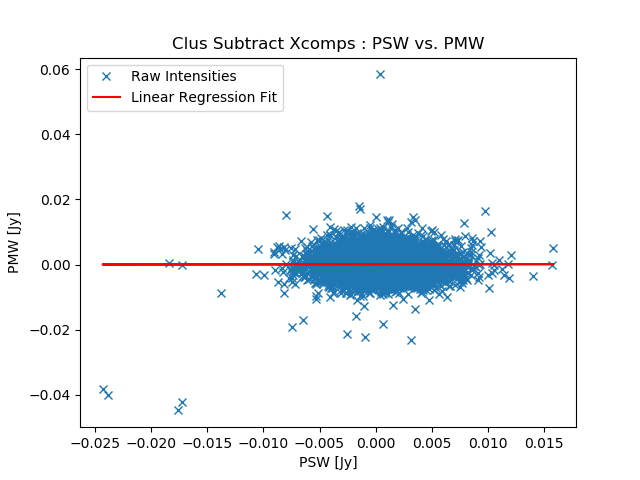 Clus Subtract Xcomps : PSW vs. PMW
Raw Intensities
Linear Regression Fit
0.06
0.04
0.02
0.00
−0.02
−0.04
PMW [Jy]
−0.025 −0.020 −0.015 −0.010 −0.005 0.000 0.005 0.010 0.015
PSW [Jy]